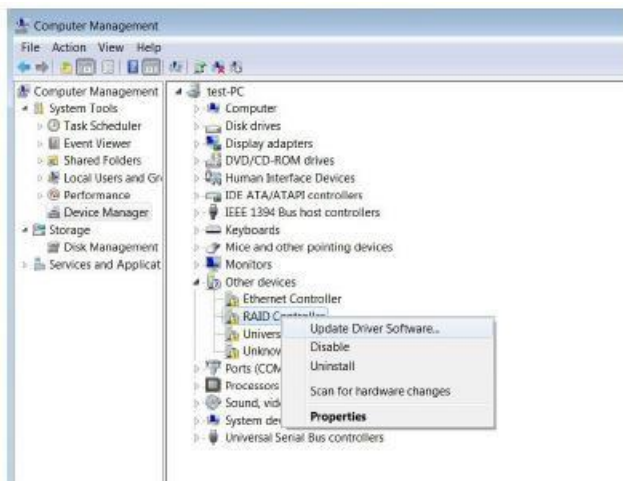 Computer Management
File Action View Help
Computer Management
System Tools
Task Scheduler
Event Viewer
Shared Folders
Local Users and Gr
Performance
Device Manager
Storage
Disk Management
Services and Applicat
test-PC
Computer
Disk drives
Display adapters
DVD/CD-ROM drives
Human Interface Devices
IDE ATA/ATAPI controllers
IEEE 1394 Bus host controllers
Keyboards
Mice and other pointing devices
Monitors
Other devices
Ethernet Controller
RAID Controller
Univers
Unknow
Ports (COM
Processors
Sound, vide
System dev
Universal Serial Bus controllers
Update Driver Software...
Disable
Uninstall
Scan for hardware changes
Properties